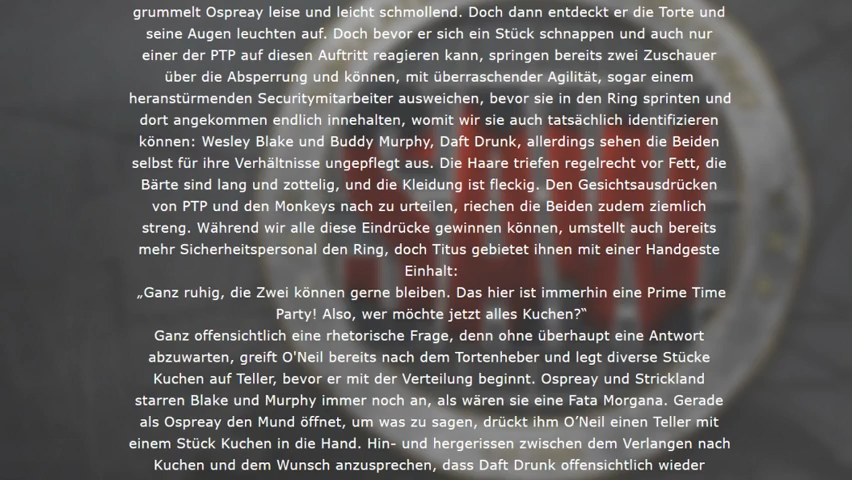 grummelt Ospreay leise und leicht schmollend. Doch dann entdeckt er die Torte und
seine Augen leuchten auf. Doch bevor er sich ein Stück schnappen und auch nur
einer der PTP auf diesen Auftritt reagieren kann, springen bereits zwei Zuschauer
über die Absperrung und können, mit überraschender Agilität, sogar einem
heranstürmenden Securitymitarbeiter ausweichen, bevor sie in den Ring sprinten und
dort angekommen endlich innehalten, womit wir sie auch tatsächlich identifizieren
können: Wesley Blake und Buddy Murphy, Daft Drunk, allerdings sehen die Beiden
selbst für ihre Verhältnisse ungepflegt aus. Die Haare triefen regelrecht vor Fett, die
Bärte sind lang und zottelig, und die Kleidung ist fleckig. Den Gesichtsausdrücken
von PTP und den Monkeys nach zu urteilen, riechen die Beiden zudem ziemlich
streng. Während wir alle diese Eindrücke gewinnen können, umstellt auch bereits
mehr Sicherheitspersonal den Ring, doch Titus gebietet ihnen mit einer Handgeste
Einhalt:
„Ganz ruhig, die Zwei können gerne bleiben. Das hier ist immerhin eine Prime Time
Party! Also, wer möchte jetzt alles Kuchen?“
Ganz offensichtlich eine rhetorische Frage, denn ohne überhaupt eine Antwort
abzuwarten, greift O'Neil bereits nach dem Tortenheber und legt diverse Stücke
Kuchen auf Teller, bevor er mit der Verteilung beginnt. Ospreay und Strickland
starren Blake und Murphy immer noch an, als wären sie eine Fata Morgana. Gerade
als Ospreay den Mund öffnet, um was zu sagen, drückt ihm O’Neil einen Teller mit
einem Stück Kuchen in die Hand. Hin- und hergerissen zwischen dem Verlangen nach
Kuchen und dem Wunsch anzusprechen, dass Daft Drunk offensichtlich wieder